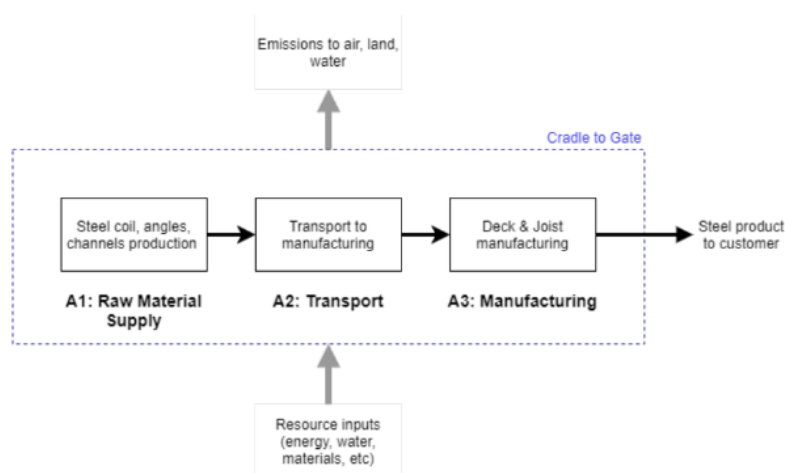 Emissions to air, land,
water
Cradle to Gate
Steel coil, angles,
channels production
Transport to
manufacturing
Deck & Joist
manufacturing
Steel product
to customer
A1: Raw Material
Supply
A2: Transport
A3: Manufacturing
Resource inputs
(energy, water,
materials, etc)